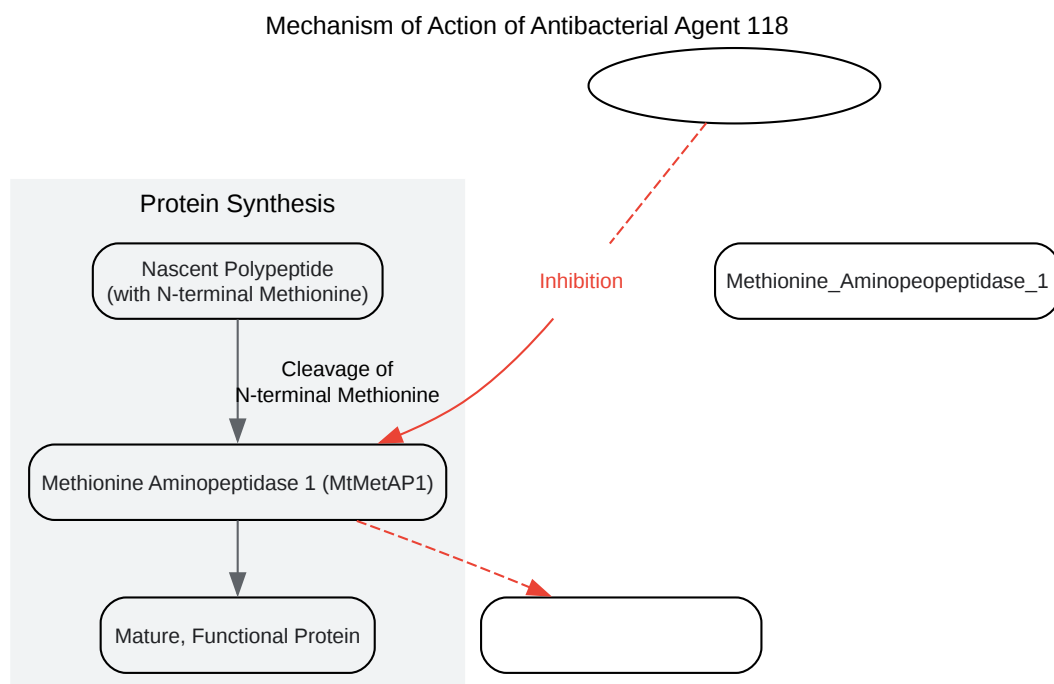 Mechanism of Action of Antibacterial Agent 118
Protein Synthesis
Nascent Polypeptide
(with N-terminal Methionine)
Inhibition
Methionine_Aminopeopeptidase_1
Cleavage of
N-terminal Methionine
Methionine Aminopeptidase 1 (MtMetAP1)
Mature, Functional Protein